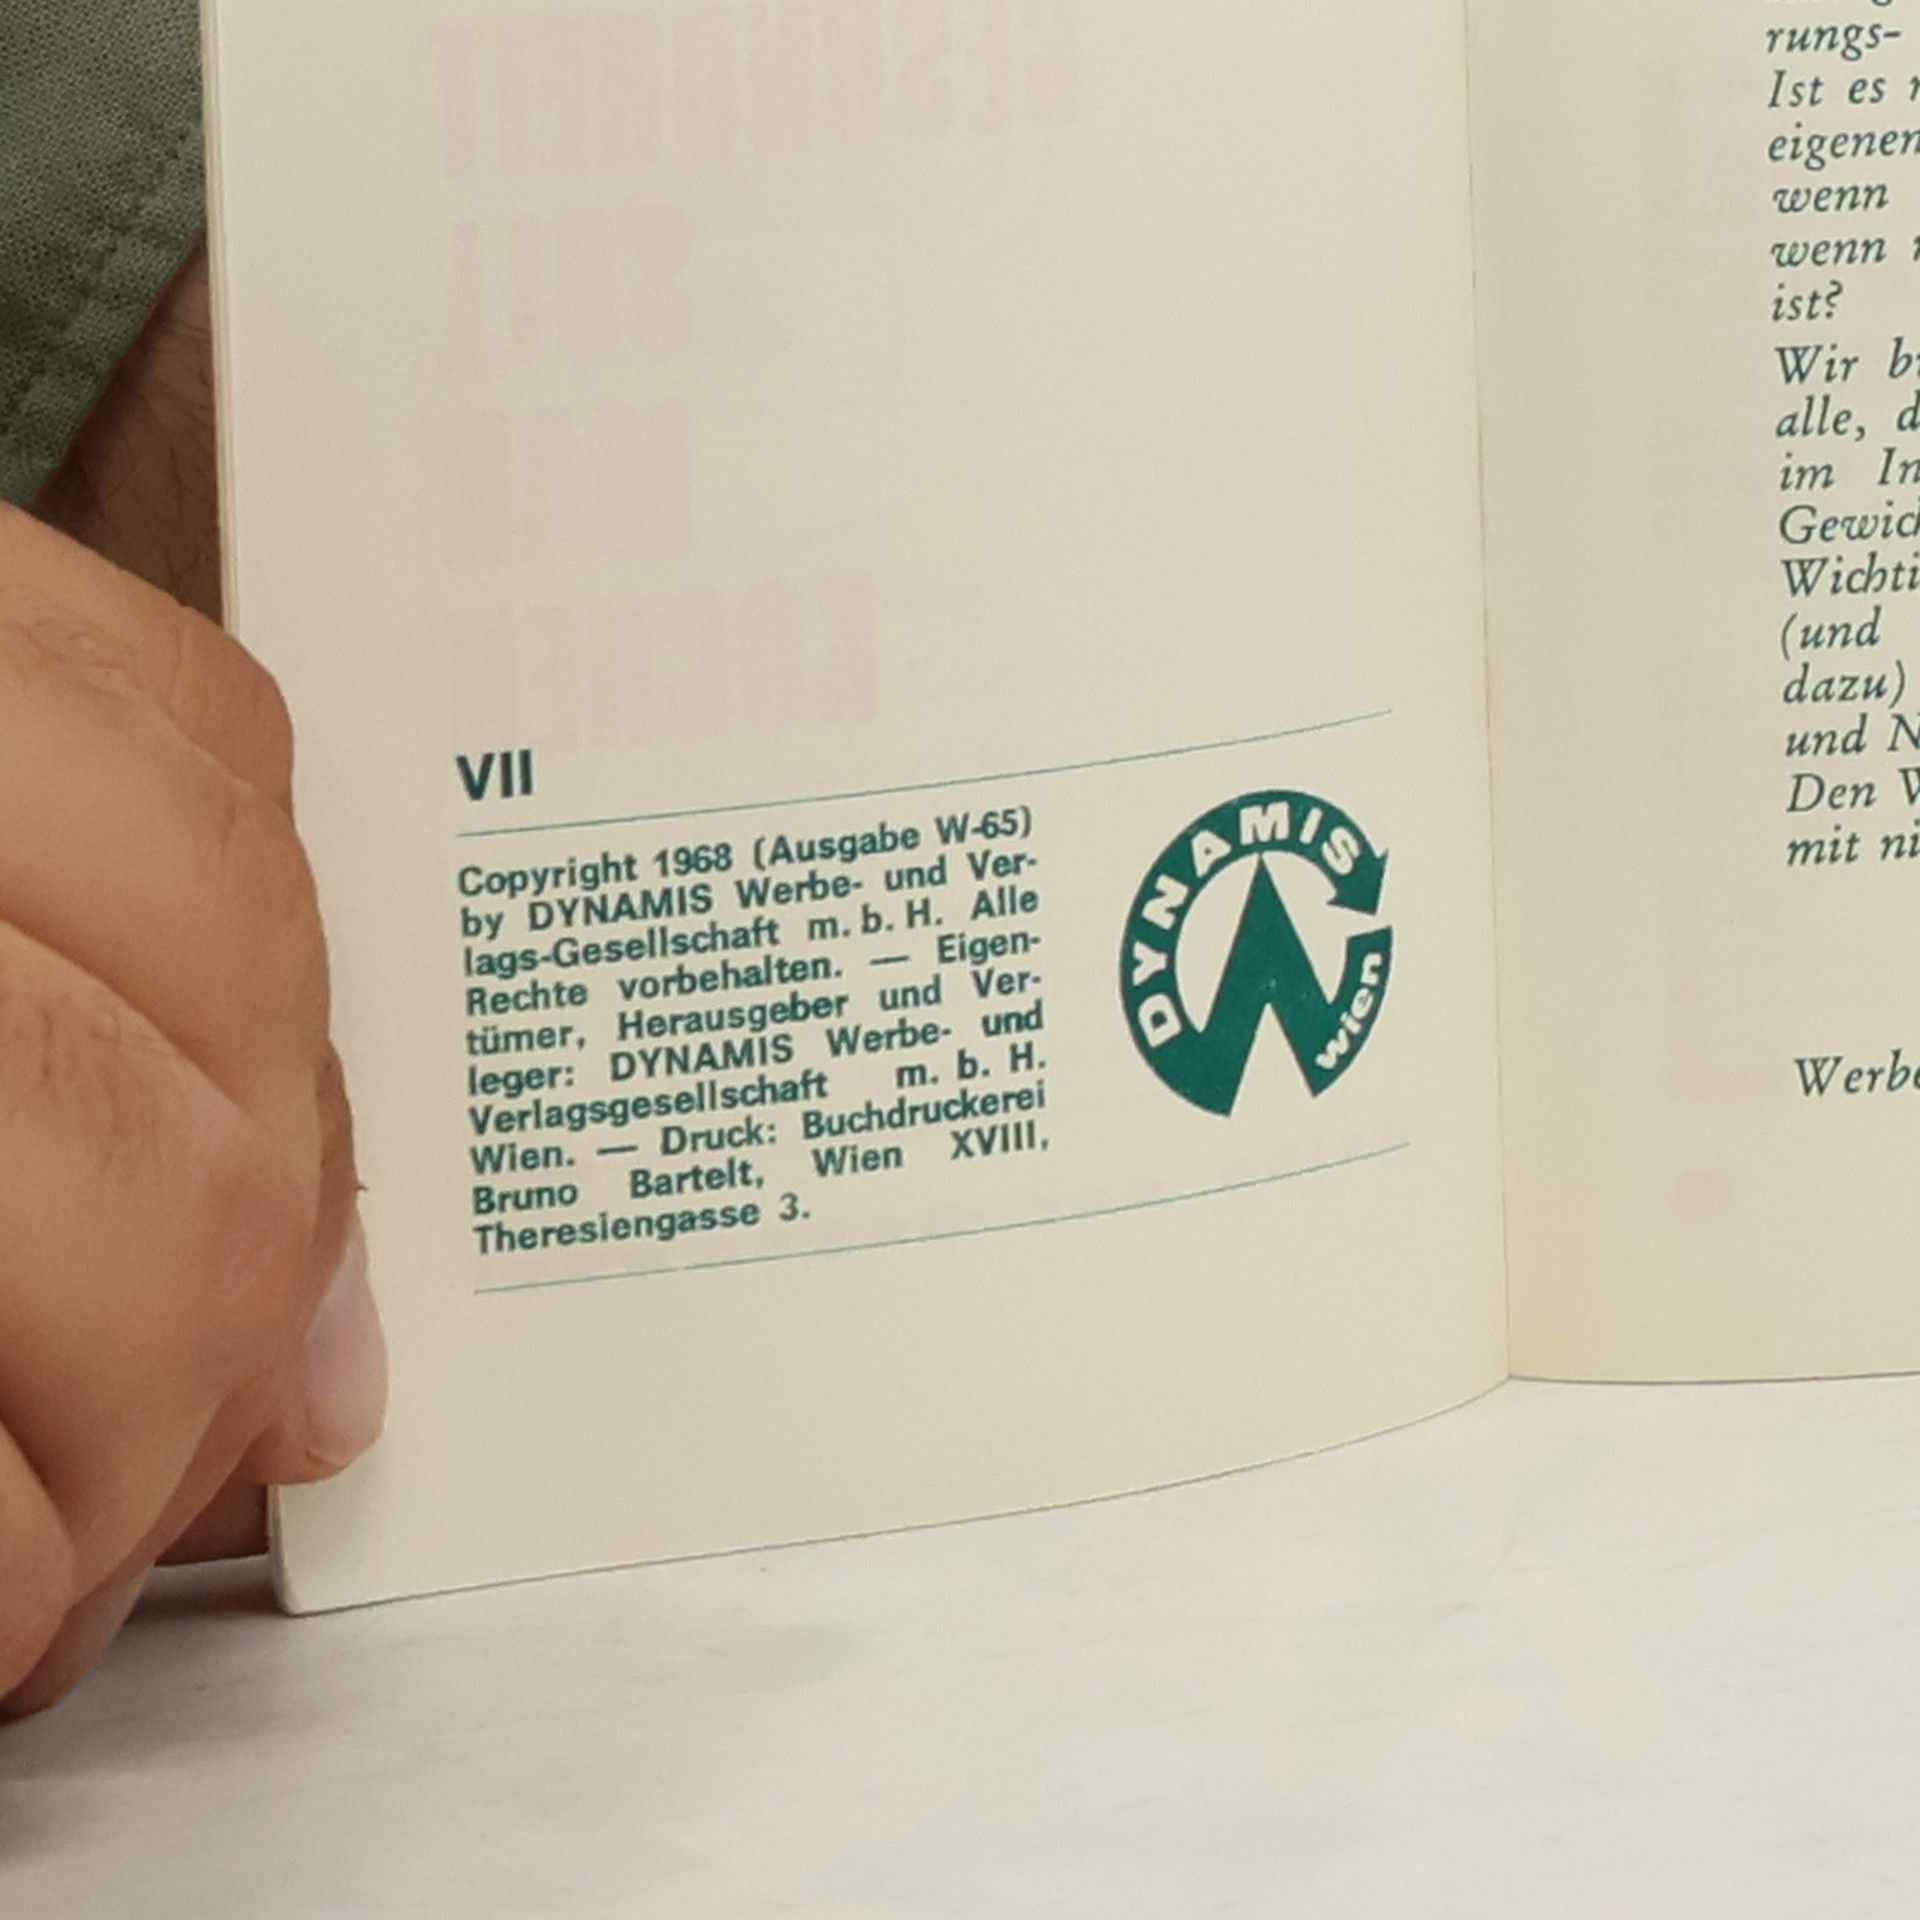 VII
Copyright 1968 (Ausgabe W-65)
by DYNAMIS Werbe- und Ver-
lags-Gesellschaft m. b. H. Alle
Rechte vorbehalten. — Eigen-
tümer, Herausgeber und Ver-
leger: DYNAMIS Werbe- und
Verlagsgesellschaft m. b. H.
Wien. — Druck: Buchdruckerei
Bruno Bartelt, Wien XVIII,
Theresiengasse 3.
DYNAMIS
wien
rungs-
Ist es
eigenen
wenn
wenn
ist?
Wir
alle,
im
(und
dazu)
und
Den
mit